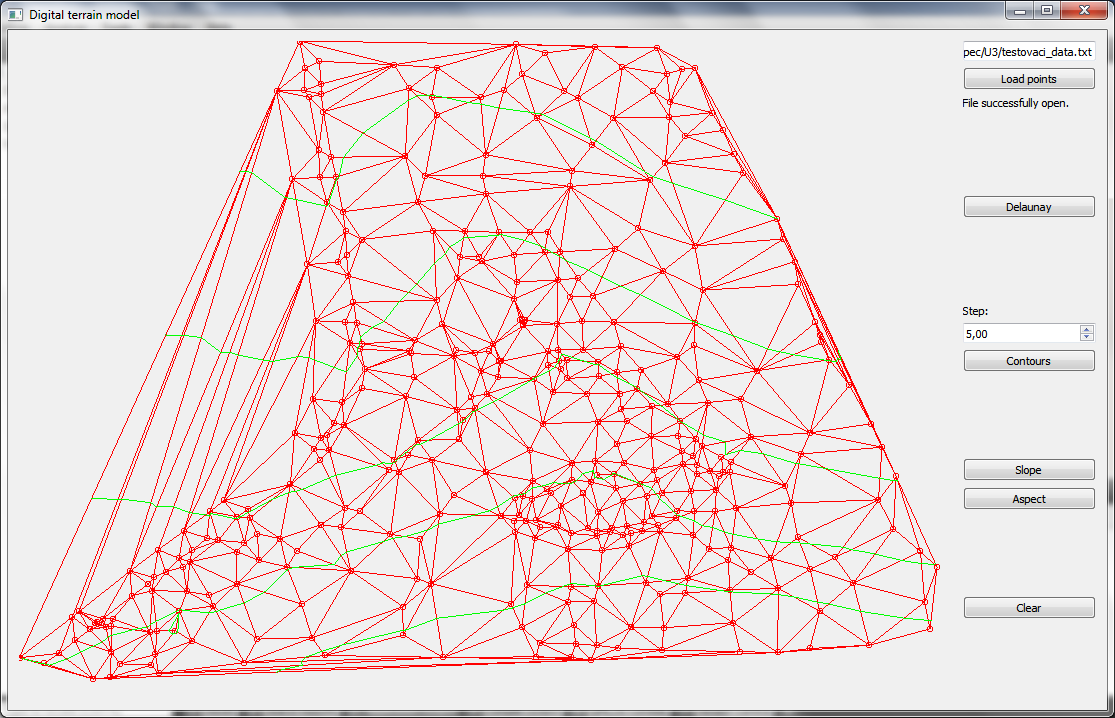 Digital terrain model
pec/U3/testovaci_data.txt
Load points
File successfully open.
Delaunay
Step:
5,00
Contours
Slope
Aspect
Clear